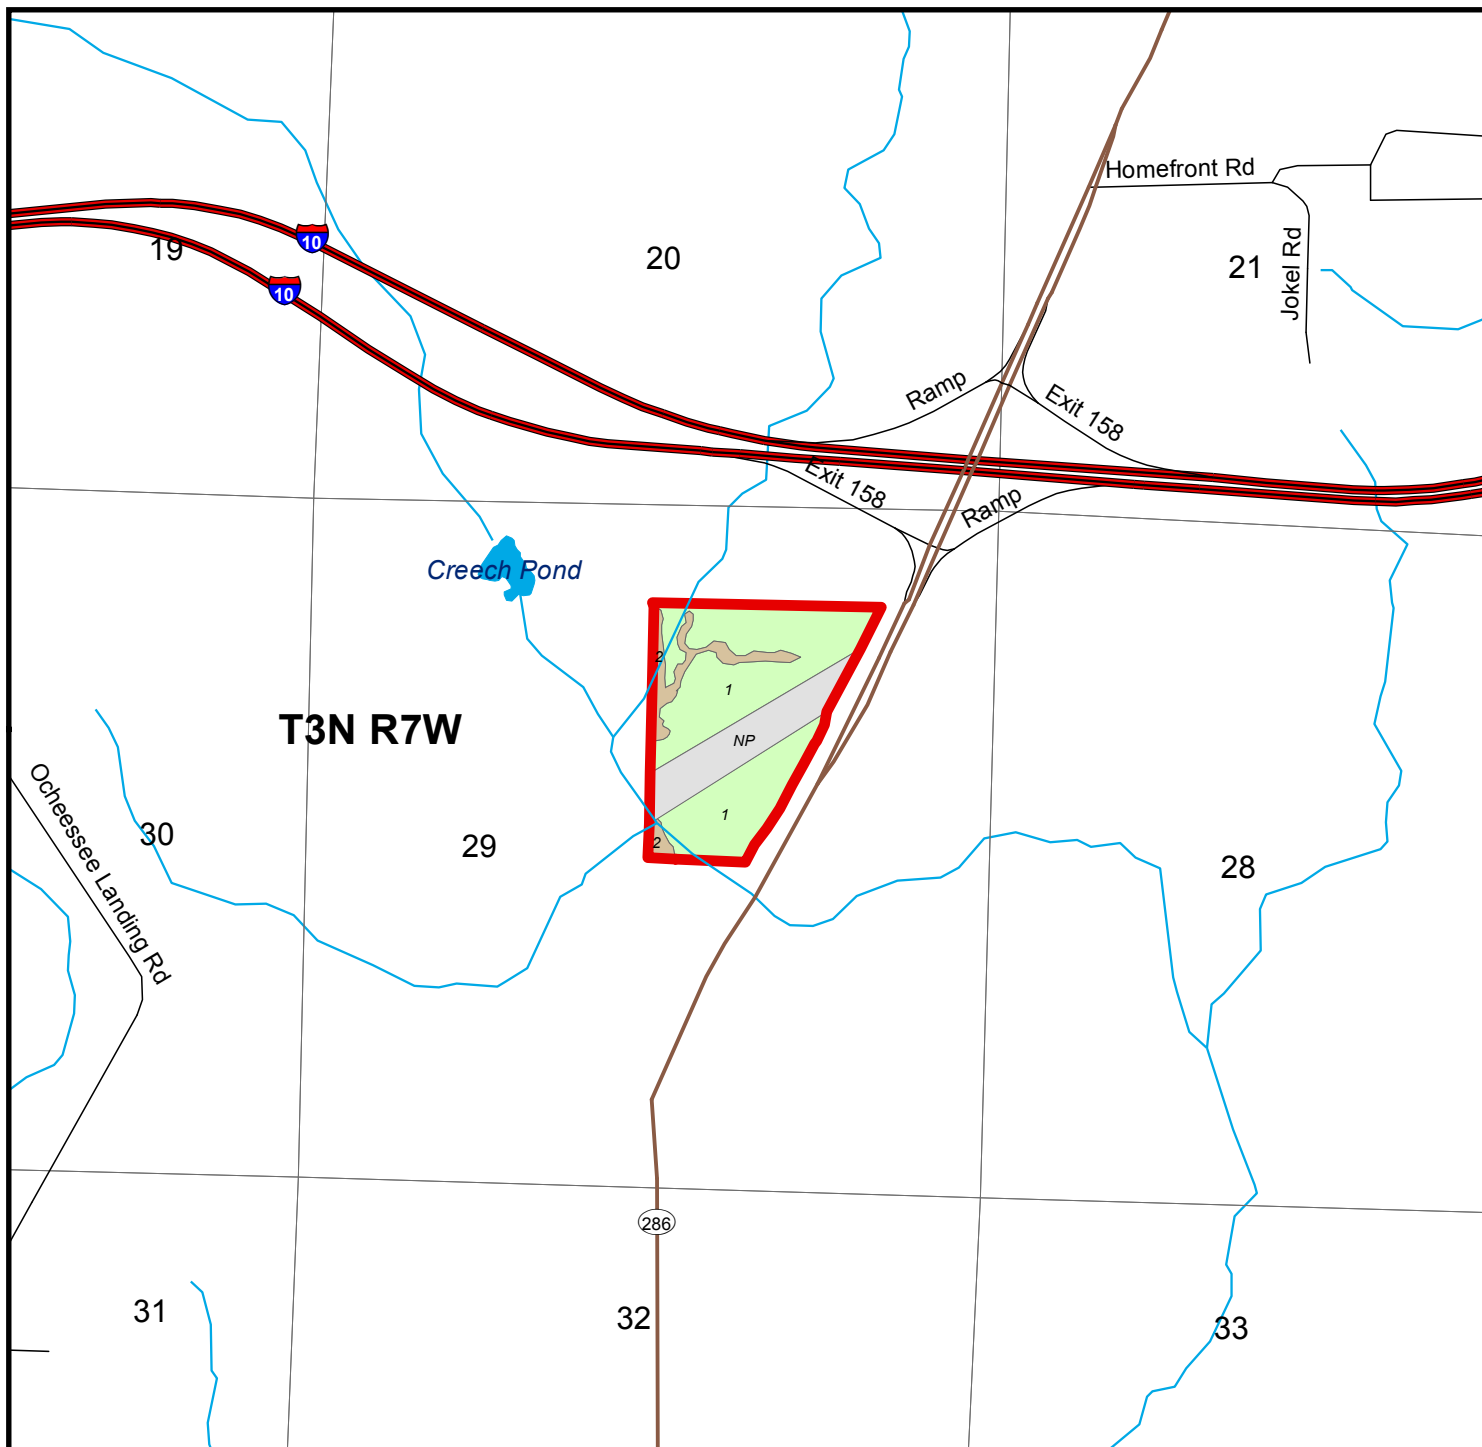 Homefront Rd
19
10
20
21
Jokel Rd
10
Ramp
Exit 158
Exit 158
Ramp
Creech Pond
2
1
T3N R7W
NP
Ocheessee Landing Rd
1
30
29
2
28
286
31
32
33